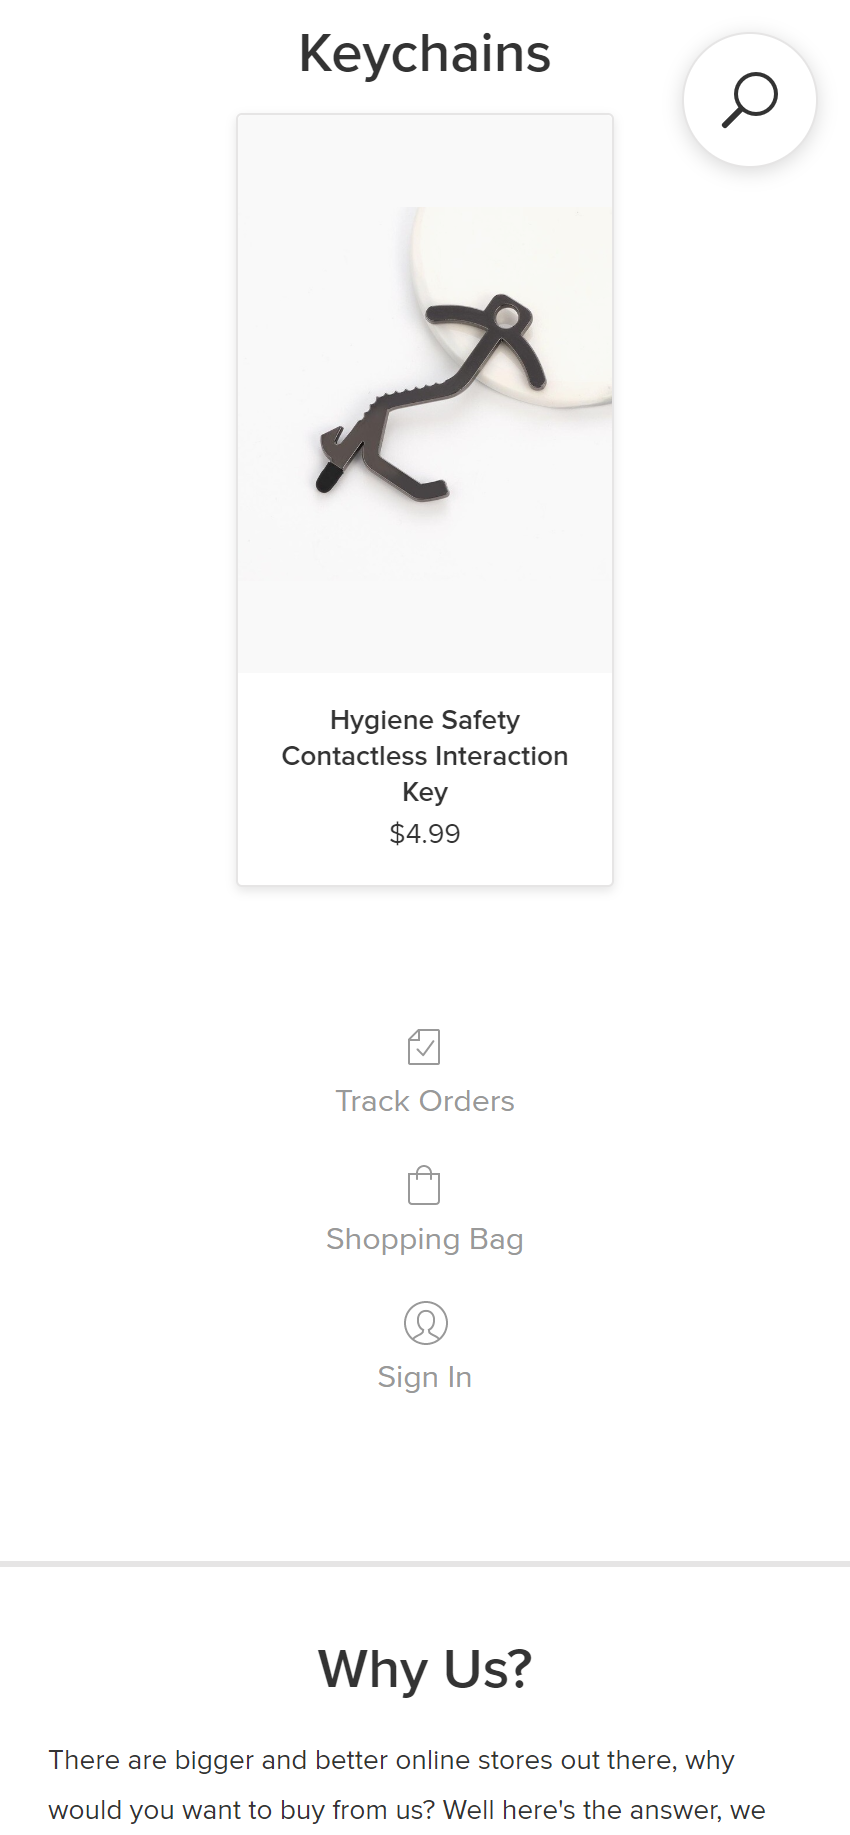 Keychains
Hygiene Safety
Contactless Interaction
Key
$4.99
Track Orders
Shopping Bag
Sign In
Why Us?
There are bigger and better online stores out there, why
would you want to buy from us? Well here's the answer, we